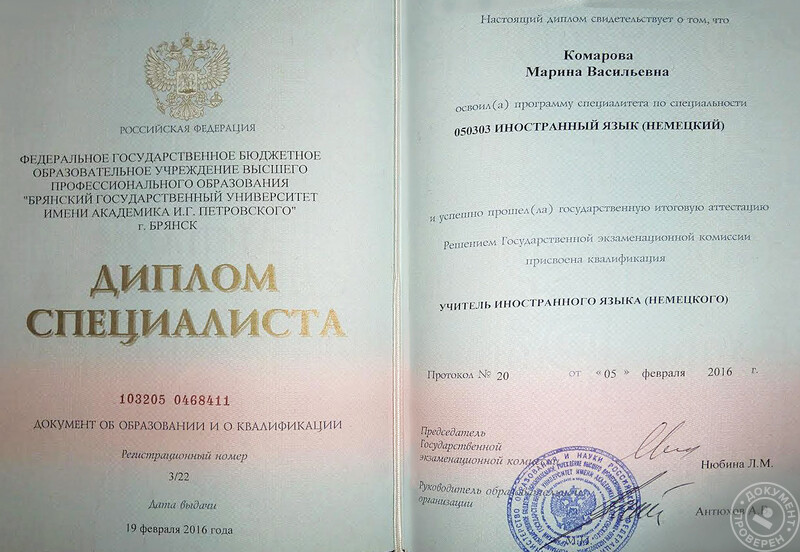 РОССИЙСКАЯ ФЕДЕРАЦИЯ
ФЕДЕРАЛЬНОЕ ГОСУДАРСТВЕННОЕ БЮДЖЕТНОЕ
ОБРАЗОВАТЕЛЬНОЕ УЧРЕЖДЕНИЕ ВЫСШЕГО
ПРОФЕССИОНАЛЬНОГО ОБРАЗОВАНИЯ
"БРЯНСКИЙ ГОСУДАРСТВЕННЫЙ УНИВЕРСИТЕТ
ИМЕНИ АКАДЕМИКА И.Г. ПЕТРОВСКОГО"
г. БРЯНСК
ДИПЛОМ
СПЕЦИАЛИСТА
103205 0468411
ДОКУМЕНТ ОБ ОБРАЗОВАНИИ И О КВАЛИФИКАЦИИ
Регистрационный номер
3/22
Дата выдачи
19 февраля 2016 года
Настоящий диплом свидетельствует о том, что
Комарова
Марина Васильевна
освоил(а) программу специалитета по специальности
050303 ИНОСТРАННЫЙ ЯЗЫК (НЕМЕЦКИЙ)
и успешно прошел(ла) государственную итоговую аттестацию
Решением Государственной экзаменационной комиссии
присвоена квалификация
УЧИТЕЛЬ ИНОСТРАННОГО ЯЗЫКА (НЕМЕЦКОГО)
Протокол № 20 от «05» февраля 2016 г.
Председатель
Государственной
экзаменационной комиссии
Нюбина Л.М.
Руководитель образовательной
организации
Антюхов А.
ДОКУМЕНТ
ПРОВЕРЕН